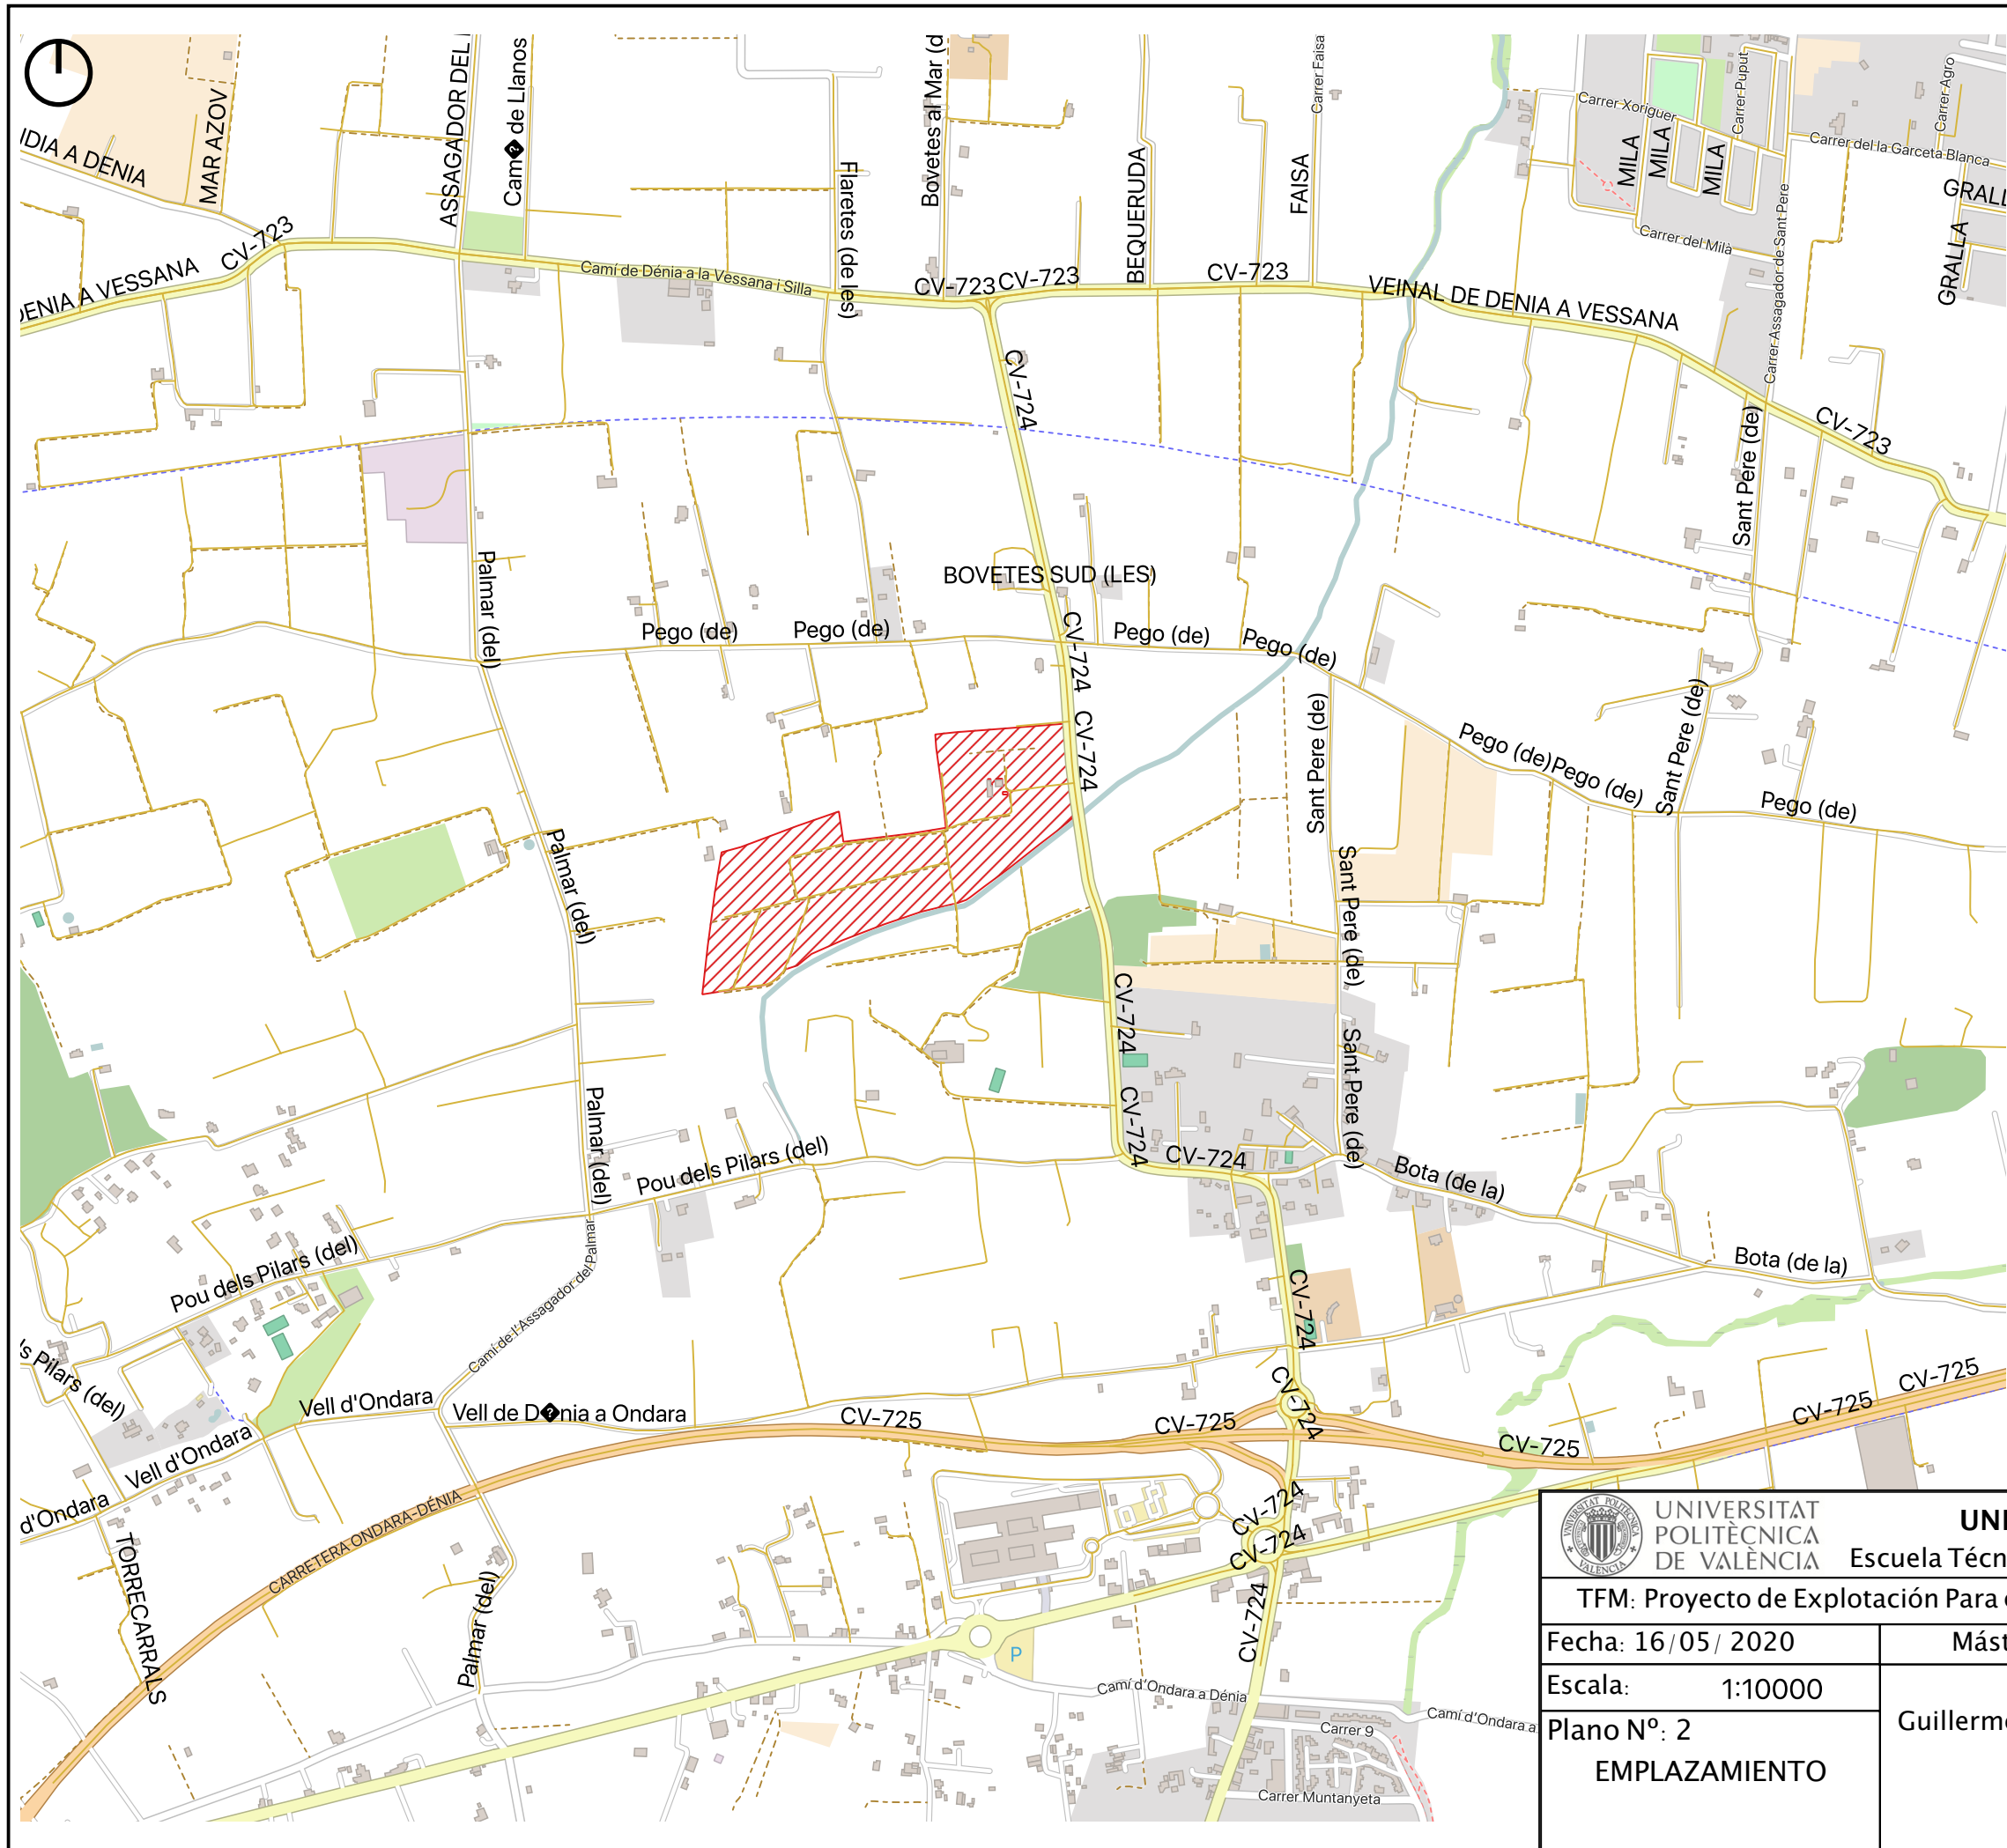 IDIA A DENIA
MAR AZOV
ASSAGADOR DEL
Cam� de Llanos
Flaretes (de les)
Bovetes al Mar (d
BEQUERUDA
FAISA
Carrer Faisa
Carrer Xoriguer
MILA
MILA
MILA
Carrer Puput
Carrer del Milà
Carrer Assagador de Sant Pere
Carrer del la Garceta Blanca
Carrer Agro
GRALL
GRALLA
DENIA A VESSANA
CV-723
Camí de Dénia a la Vessana i Silla
CV-723
CV-723
CV-723
VEINAL DE DENIA A VESSANA
CV-723
CV-724
Sant Pere (de)
Palmar (del)
BOVETES SUD (LES)
Pego (de)
Pego (de)
CV-724
Pego (de)
Pego (de)
CV-724
Sant Pere (de)
Pego (de)
Pego (de)
Sant Pere (de)
Pego (de)
Palmar (del)
Sant Pere (de)
CV-724
Sant Pere (de)
Palmar (del)
CV-724
CV-724
Pou dels Pilars (del)
Bota (de la)
Bota (de la)
Pou dels Pilars (del)
Camí de l'Assagador del Palmar
CV-724
ls Pilars (del)
Vell d'Ondara
Vell de D�nia a Ondara
CV-725
CV-725
CV-724
CV-725
CV-725
CV-725
Vell d'Ondara
d'Ondara
CARRETERA ONDARA-DÉNIA
TORRECARRALS
Palmar (del)
CV-724
CV-724
CV-724
P
Camí d'Ondara a Dénia
Camí d'Ondara a
Carrer 9
Carrer Muntanyeta
UNIVERSITAT
POLITÈCNICA
DE VALÈNCIA
UNI
Escuela Técn
TFM: Proyecto de Explotación Para
Fecha: 16/05/ 2020
Mást
Escala: 1:10000
Guillerm
Plano Nº: 2
EMPLAZAMIENTO